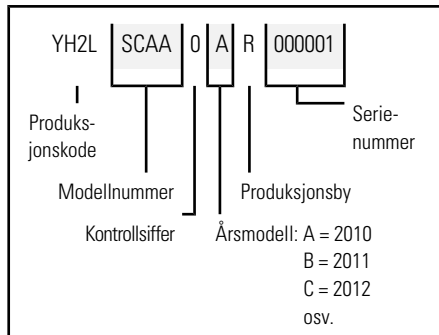 YH2L SCAA 0 A R 000001
Produks-
jonskode
Serie-
nummer
Modellnummer
Produksjonsby
Kontrollsiffer
Årsmodell: A = 2010
B = 2011
C = 2012
osv.